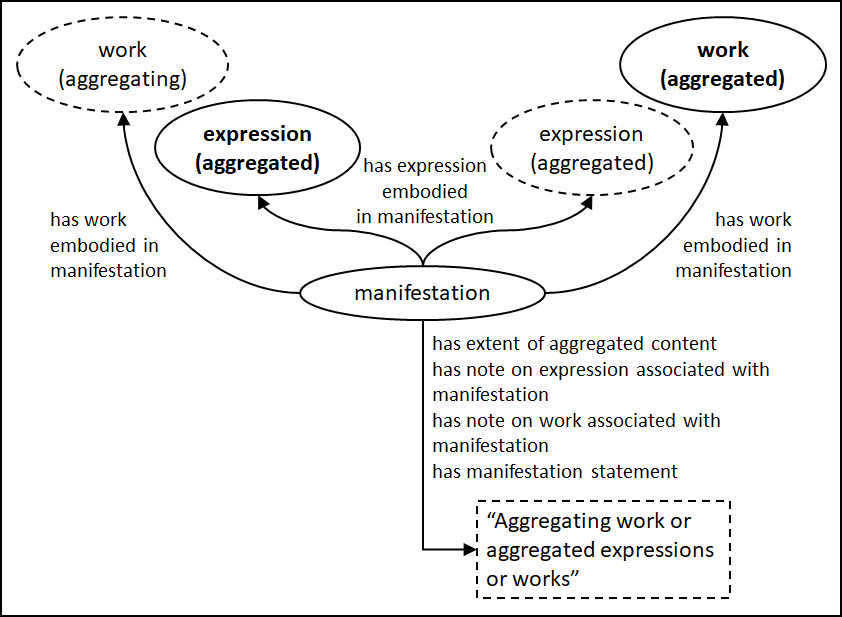 work
(aggregating)
work
(aggregated)
expression
(aggregated)
expression
(aggregated)
has expression
embodied
in manifestation
has work
embodied in
manifestation
has work
embodied in
manifestation
manifestation
has extent of aggregated content
has note on expression associated with
manifestation
has note on work associated with
manifestation
has manifestation statement
“Aggregating work or
aggregated expressions
or works”